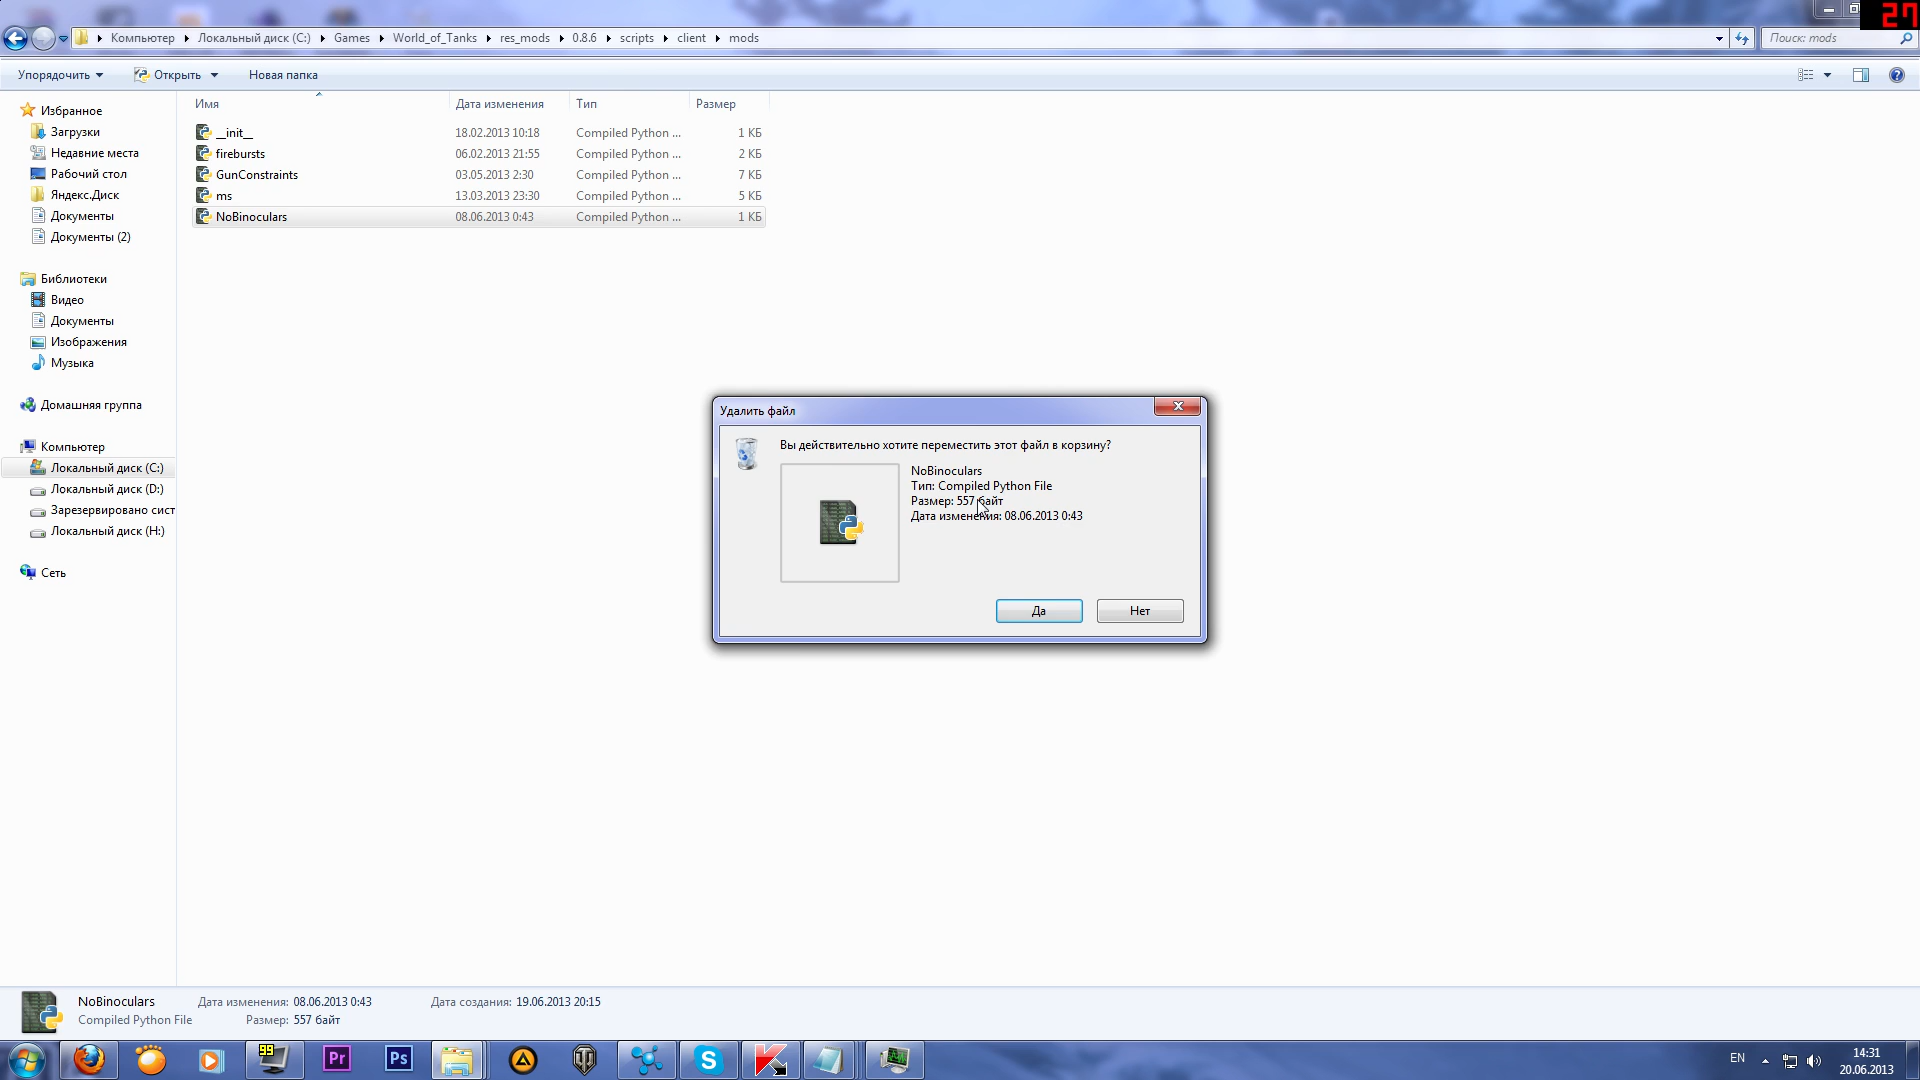 27
Компьютер Локальный диск (C:) Games World_of_Tanks res_mods 0.8.6 scripts client mods
Поиск: mods
Упорядочить Открыть Новая папка
Имя Дата изменения Тип Размер
__init__ 18.02.2013 10:18 Compiled Python ... 1 КБ
firebursts 06.02.2013 21:55 Compiled Python ... 2 КБ
GunConstraints 03.05.2013 2:30 Compiled Python ... 7 КБ
ms 13.03.2013 23:30 Compiled Python ... 5 КБ
NoBinoculars 08.06.2013 0:43 Compiled Python ... 1 КБ
Избранное
Загрузки
Недавние места
Рабочий стол
Яндекс.Диск
Документы
Документы (2)
Библиотеки
Видео
Документы
Изображения
Музыка
Домашняя группа
Компьютер
Локальный диск (C:)
Локальный диск (D:)
Зарезервировано сист
Локальный диск (H:)
Сеть
Удалить файл
Вы действительно хотите переместить этот файл в корзину?
NoBinoculars
Тип: Compiled Python File
Размер: 557 байт
Дата изменения: 08.06.2013 0:43
Да Нет
NoBinoculars Дата изменения: 08.06.2013 0:43 Дата создания: 19.06.2013 20:15
Compiled Python File Размер: 557 байт
99 Pr Ps
EN 14:31
20.06.2013